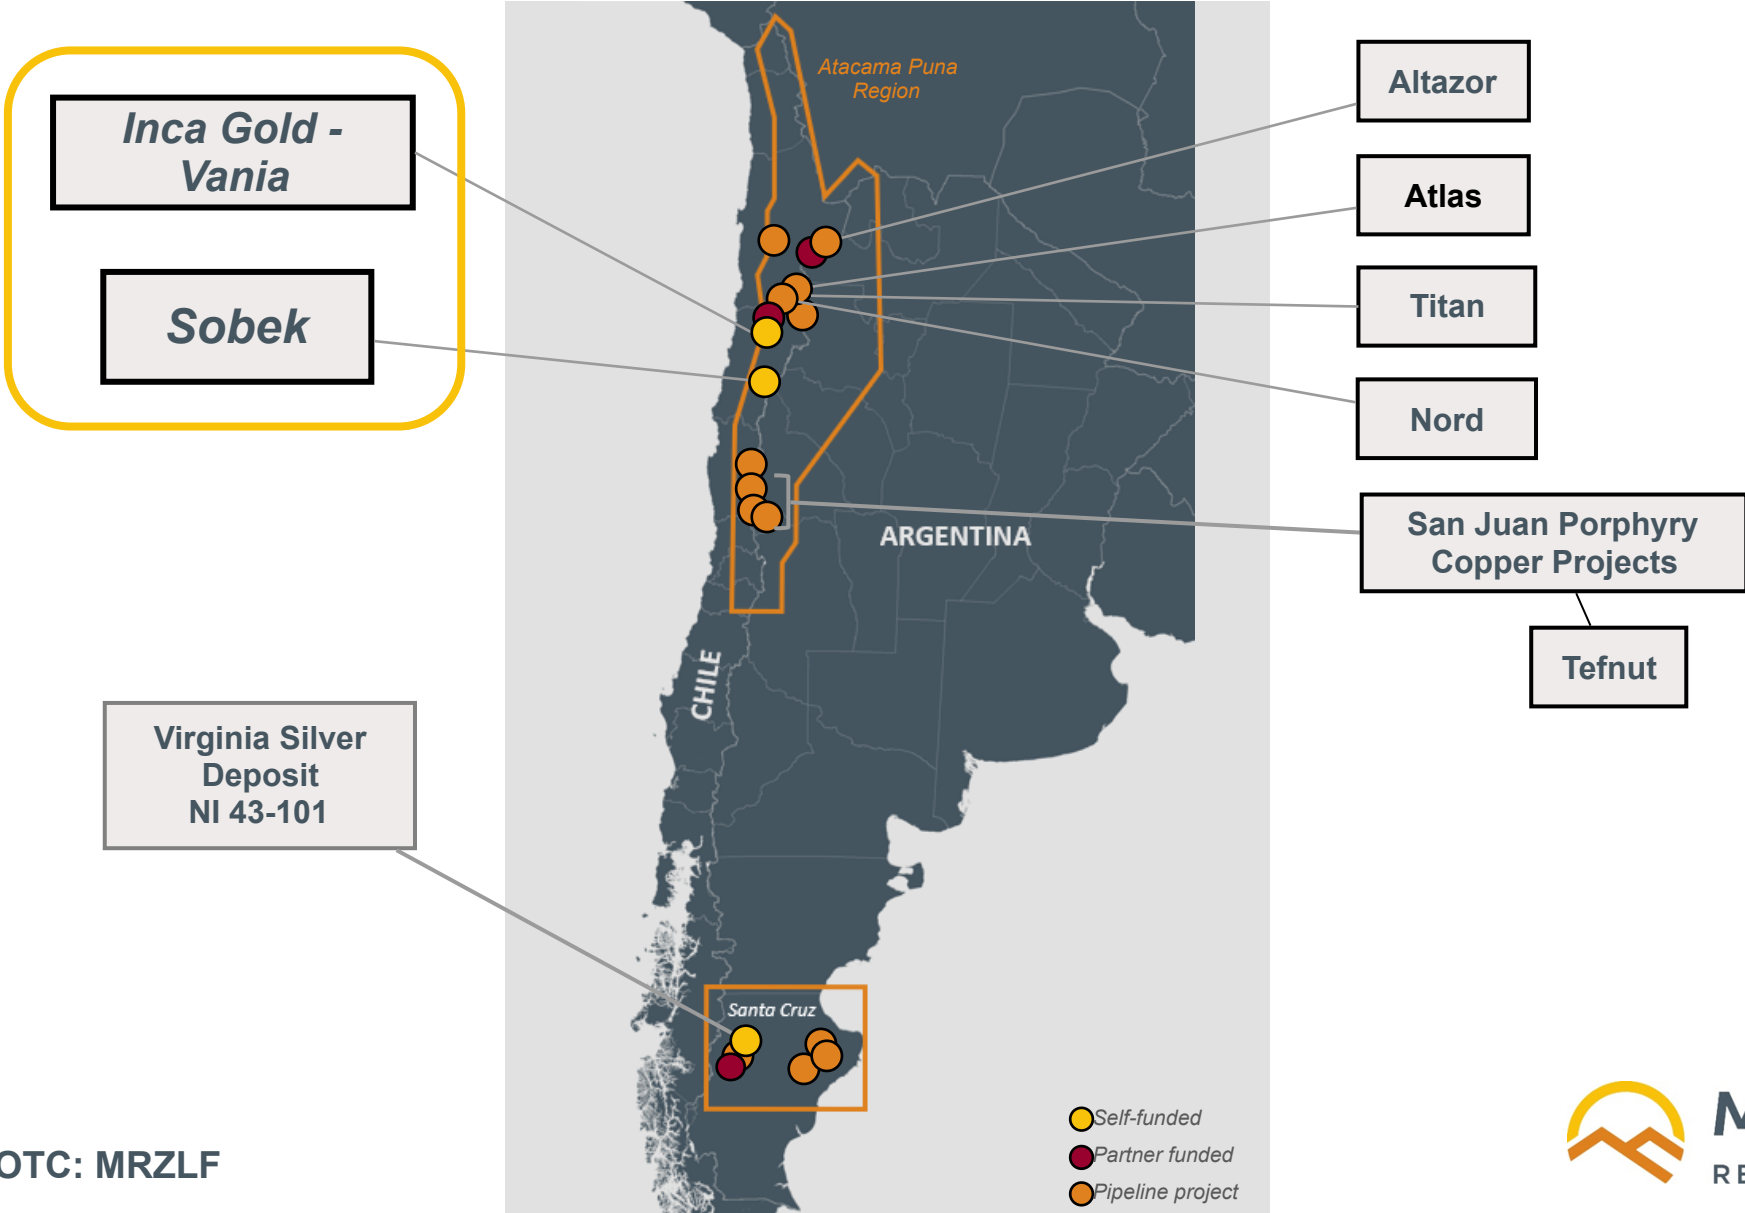 Inca Gold -
Vania
Sobek
Virginia Silver
Deposit
NI 43-101
OTC: MRZLF
Atacama Puna
Region
ARGENTINA
CHILE
Santa Cruz
Self-funded
Partner funded
Pipeline project
Altazor
Atlas
Titan
Nord
San Juan Porphyry
Copper Projects
Tefnut